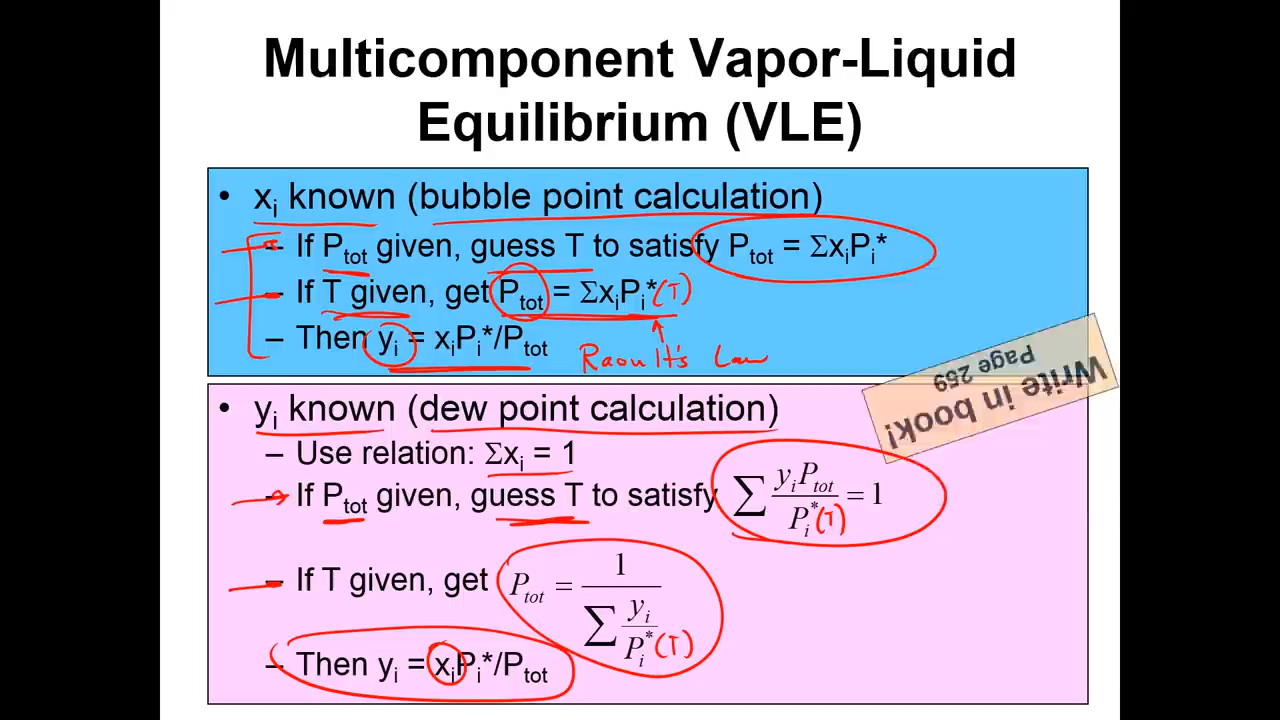 Multicomponent Vapor-Liquid
Equilibrium (VLE)
• xᵢ known (bubble point calculation)
– If Pₜₒₜ given, guess T to satisfy Pₜₒₜ = ΣxᵢPᵢ*
– If T given, get Pₜₒₜ = ΣxᵢPᵢ*(T)
– Then yᵢ = xᵢPᵢ*/Pₜₒₜ
Raoult's Law
Write in book!
Page 259
• yᵢ known (dew point calculation)
– Use relation: Σxᵢ = 1
– If Pₜₒₜ given, guess T to satisfy ∑ yᵢPₜₒₜ / Pᵢ*(T) = 1
– If T given, get Pₜₒₜ = 1 / ∑ yᵢ / Pᵢ*(T)
– Then yᵢ = xᵢPᵢ*/Pₜₒₜ